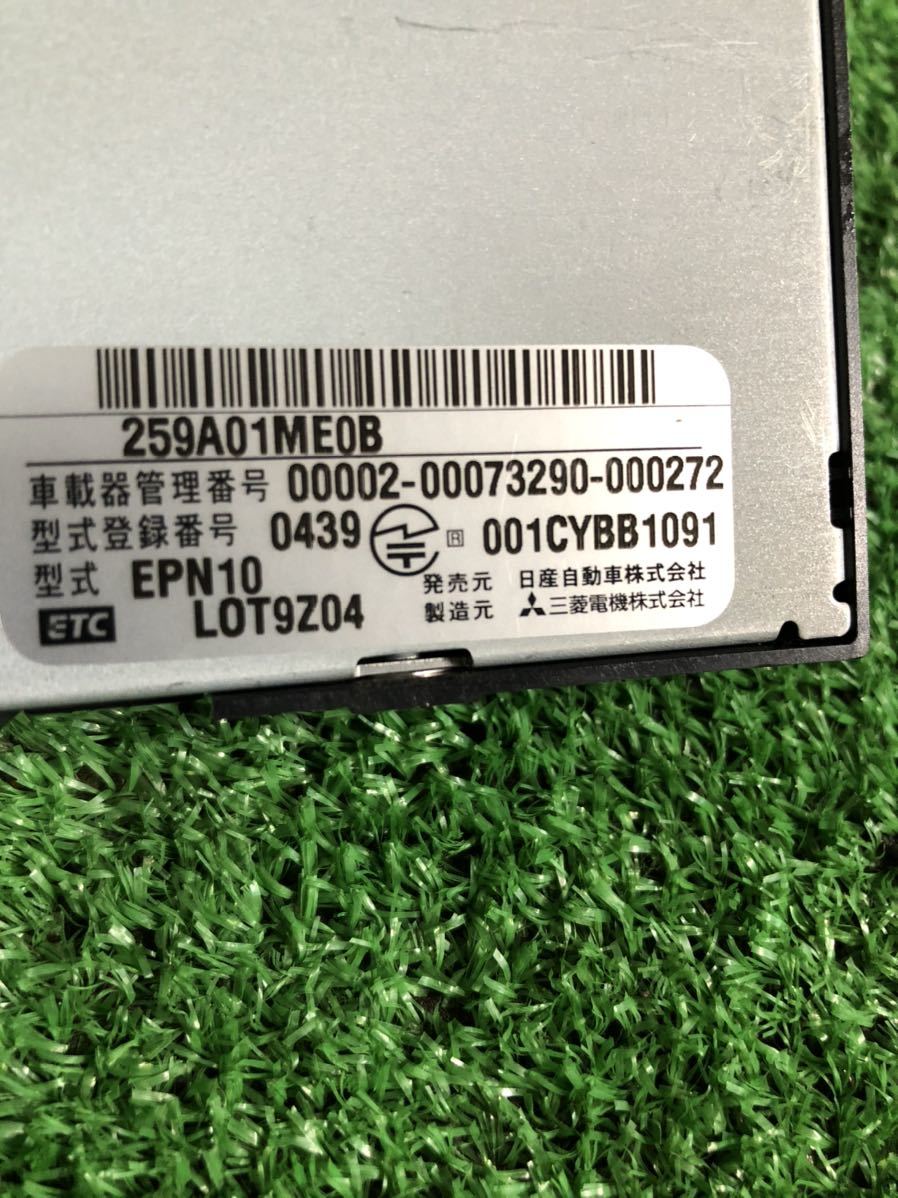 259A01ME0B
車載器管理番号 00002-00073290-000272
型式登録番号 0439 R 001CYBB1091
型式 EPN10 発売元 日産自動車株式会社
ETC LOT9Z04 製造元 三菱電機株式会社